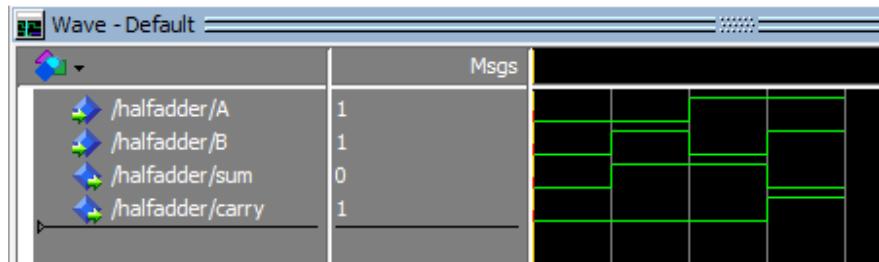 Wave - Default
Msgs
/halfadder/A 1
/halfadder/B 1
/halfadder/sum 0
/halfadder/carry 1